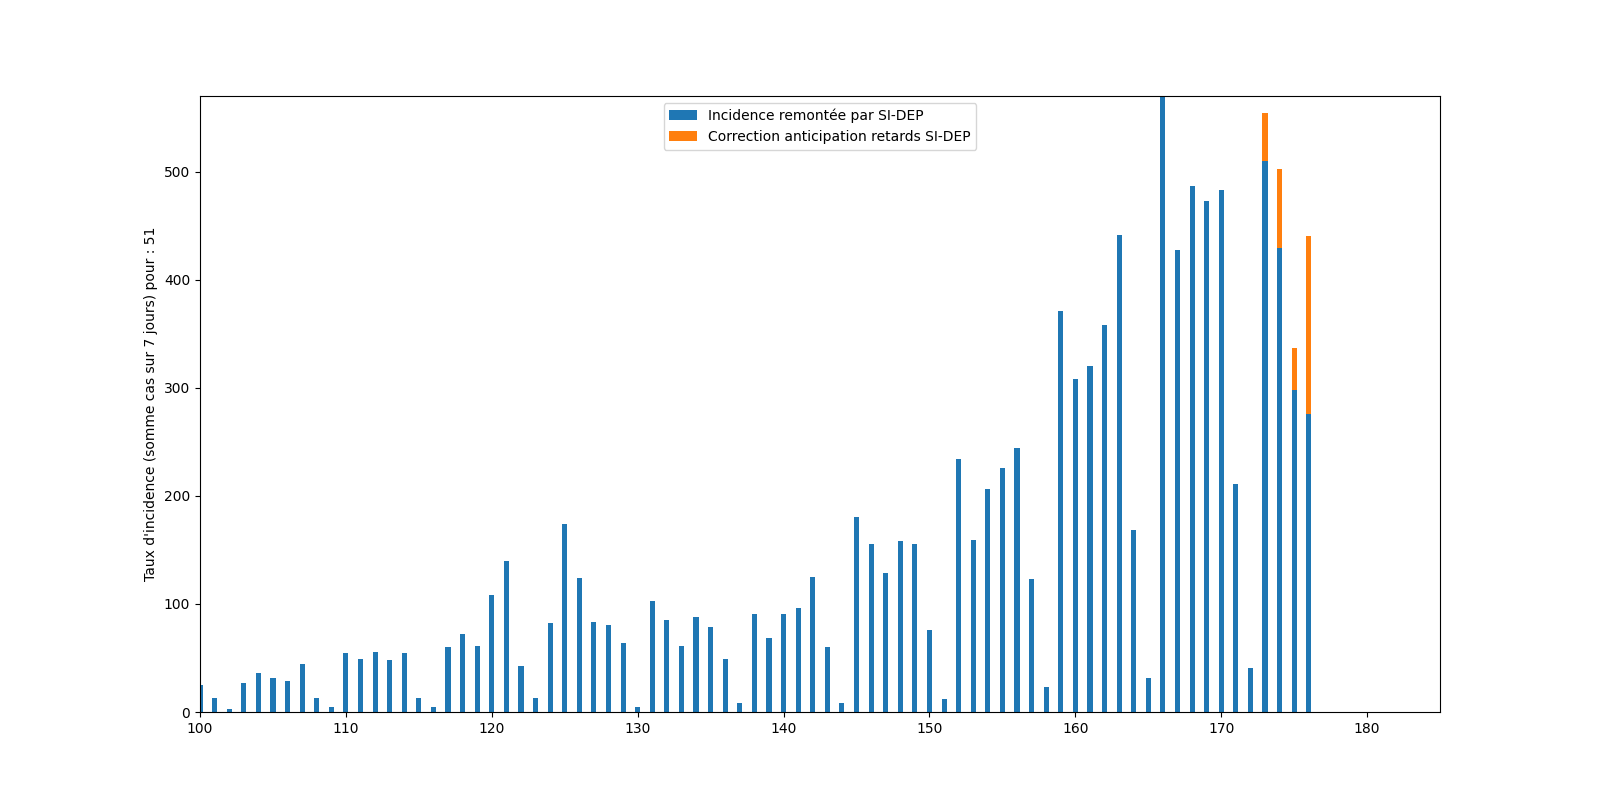 Incidence remontée par SI-DEP
Correction anticipation retards SI-DEP
Taux d'incidence (somme cas sur 7 jours) pour : 51
500
400
300
200
100
0
100 110 120 130 140 150 160 170 180